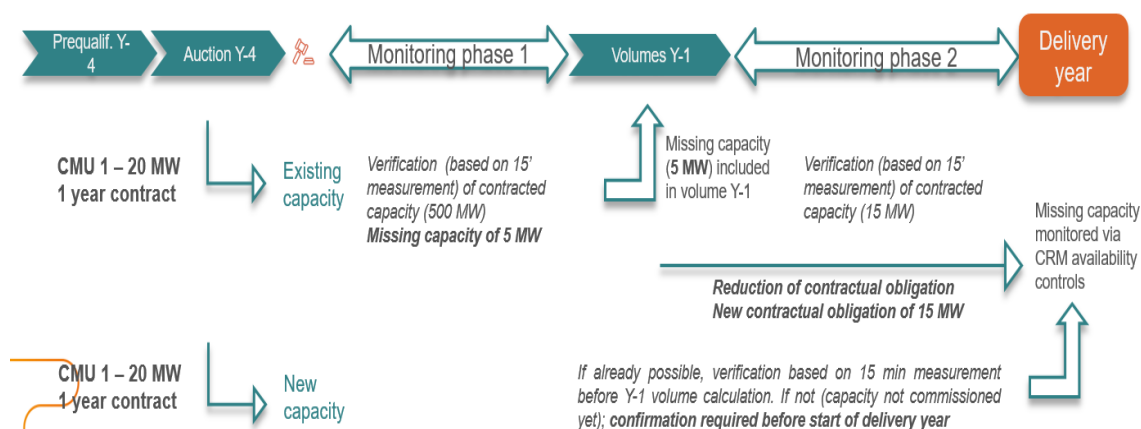 Prequalif. Y-
4
Auction Y-4
Monitoring phase 1
Volumes Y-1
Monitoring phase 2
Delivery
year
CMU 1 – 20 MW
1 year contract
Existing
capacity
Verification (based on 15'
measurement) of contracted
capacity (500 MW)
Missing capacity of 5 MW
Missing capacity
(5 MW) included
in volume Y-1
Verification (based on 15'
measurement) of contracted
capacity (15 MW)
Missing capacity
monitored via
CRM availability
controls
Reduction of contractual obligation
New contractual obligation of 15 MW
CMU 1 – 20 MW
1 year contract
New
capacity
If already possible, verification based on 15 min measurement
before Y-1 volume calculation. If not (capacity not commissioned
yet); confirmation required before start of delivery year